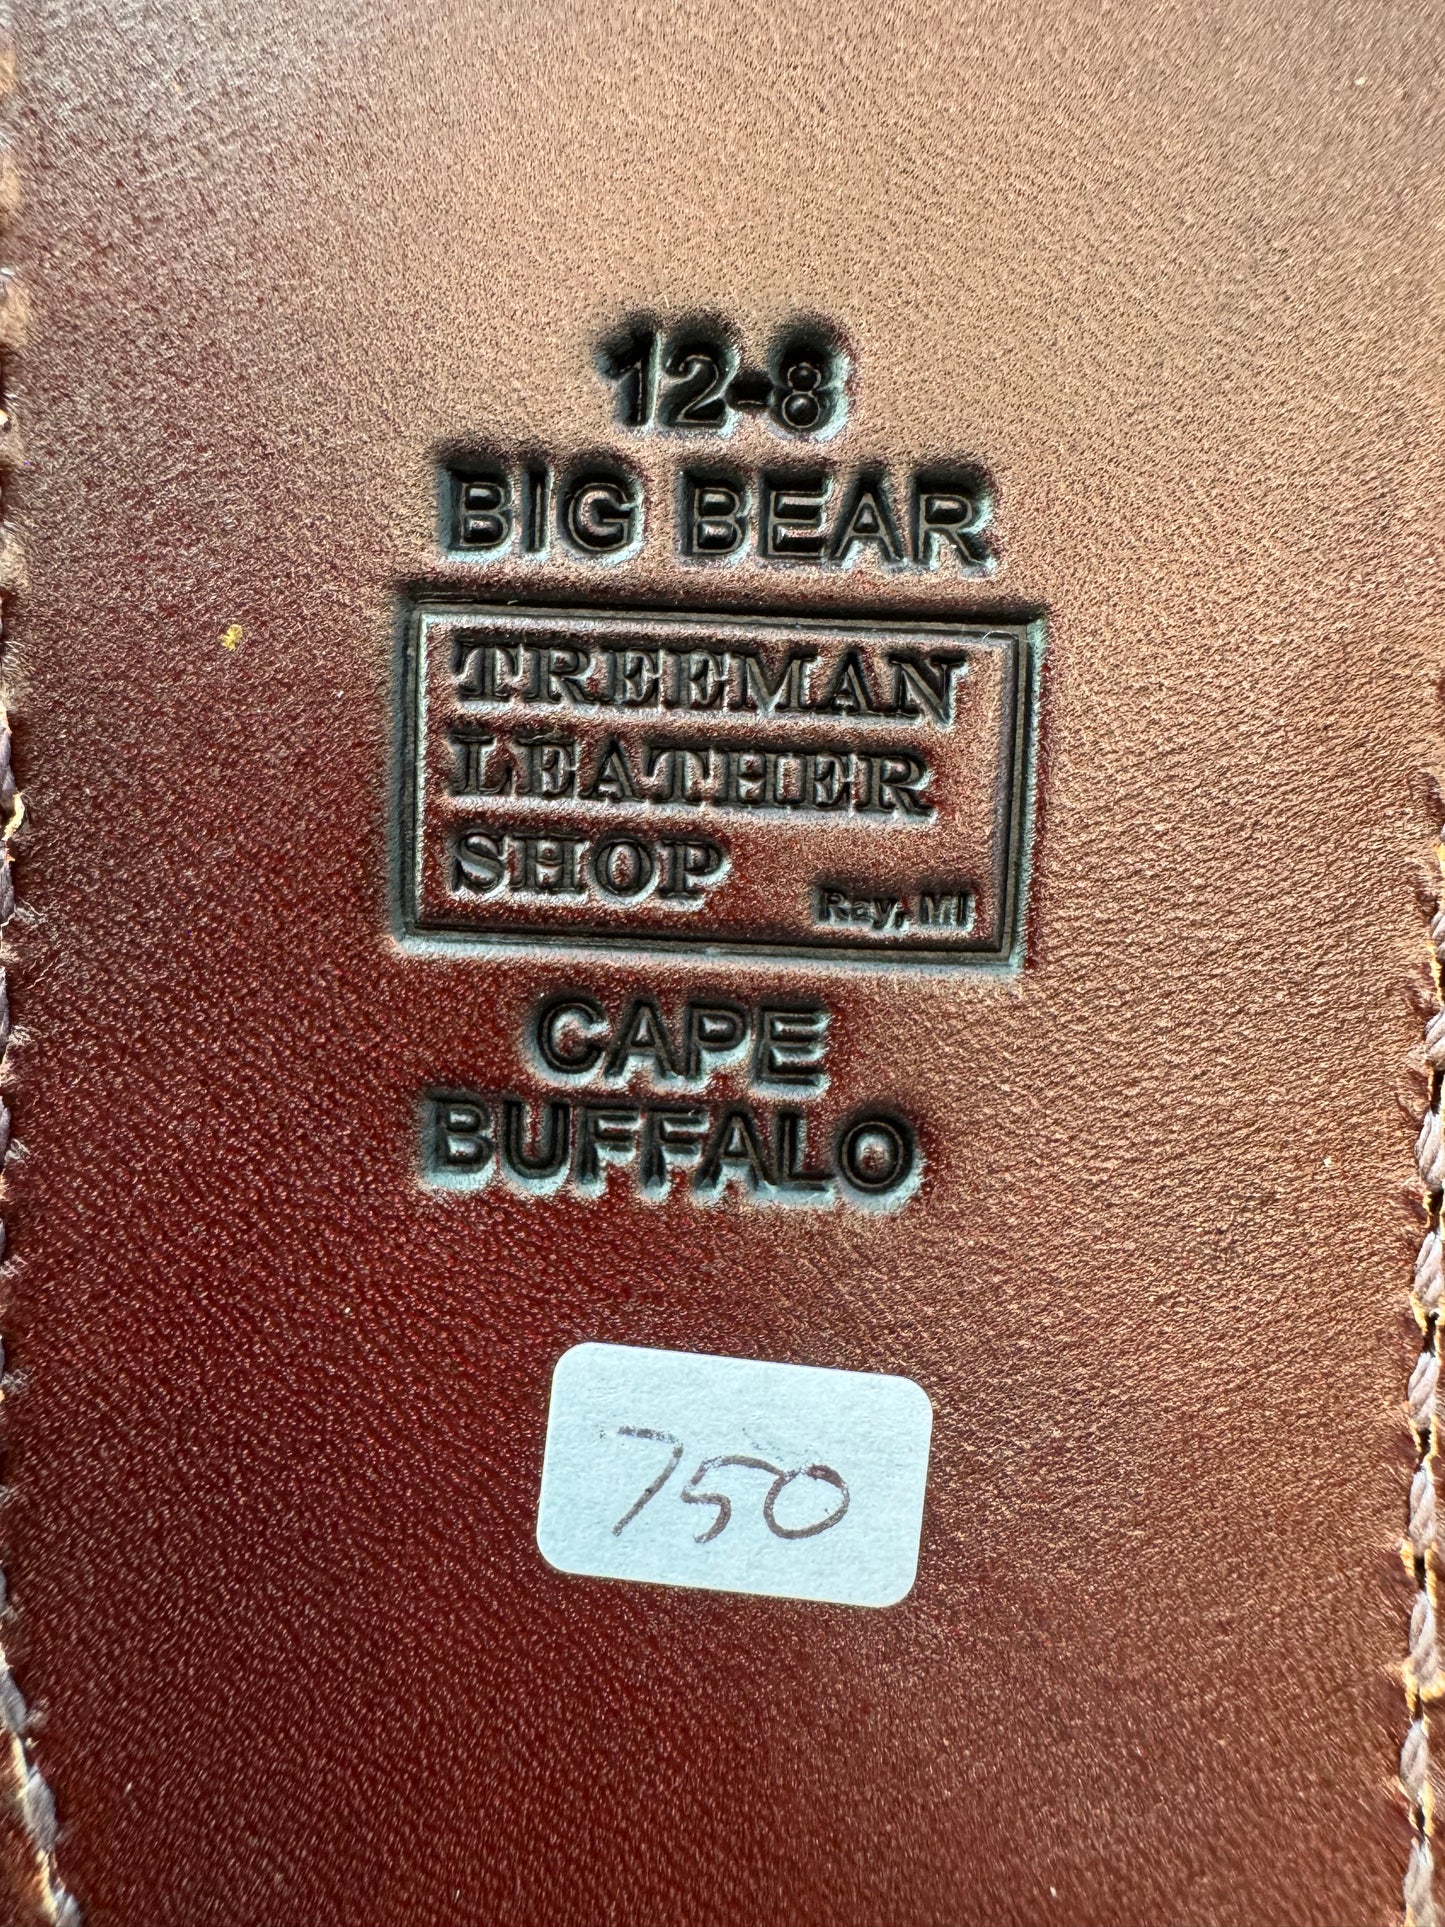 12-8
BIG BEAR
TREEMAN
LEATHER
SHOP
Ray, MI
CAPE
BUFFALO
750